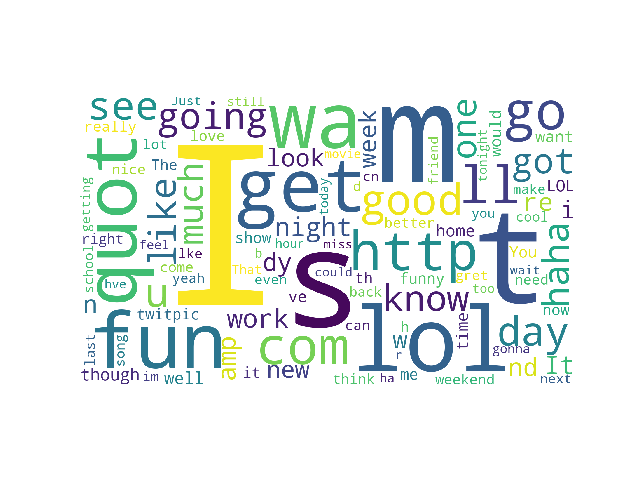 see
Just
still
going
wa
m
go
really
lot
love
week
one
tonight
would
want
quot
nice
The
like
much
I
look
movie
cn
friend
ll
got
get
today
d
good
better
you
make
LOL
re
cool
i
getting
school
right
feel
show
night
hour
miss
home
http
t
You
haha
lke
come
yeah
u
That
b
even
dy
s
could
th
back
know
funny
gret
too
wait
need
now
hve
n
twitpic
ve
work
can
com
w
h
r
time
lol
day
It
gonna
fun
last
song
though
im
well
amp
it
new
think
ha
me
weekend
nd
next